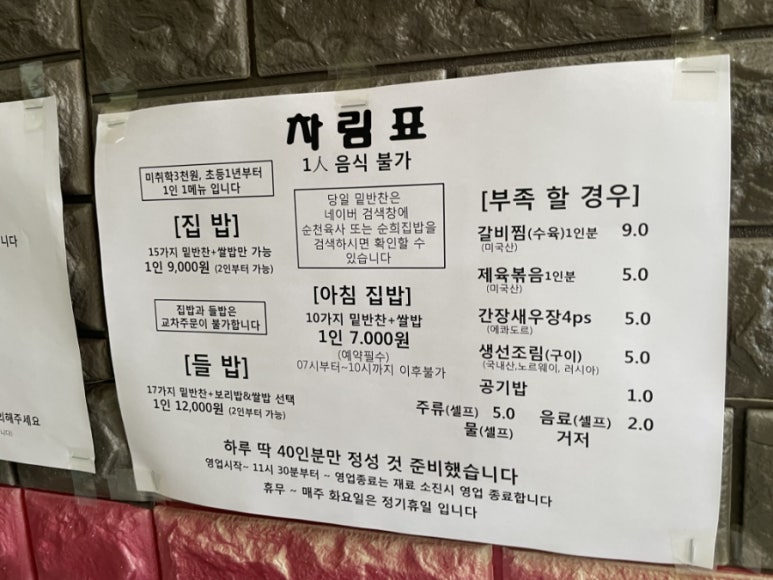 차림표
1人 음식 불가
미취학3천원, 초등1년부터
1인 1메뉴 입니다
[집 밥]
15가지 밑반찬+쌀밥만 가능
1인 9,000원 (2인부터 가능)
집밥과 들밥은
교차주문이 불가합니다
[들 밥]
17가지 밑반찬+보리밥&쌀밥 선택
1인 12,000원 (2인부터 가능)
당일 밑반찬은
네이버 검색창에
순천육사 또는 순희집밥을
검색하시면 확인할 수
있습니다
[아침 집밥]
10가지 밑반찬+쌀밥
1인 7.000원
(예약필수)
07시부터~10시까지 이후불가
[부족 할 경우]
갈비찜(수육)1인분 9.0
(미국산)
제육볶음1인분 5.0
(미국산)
간장새우장4ps 5.0
(에콰도르)
생선조림(구이) 5.0
(국내산,노르웨이, 러시아)
공기밥 1.0
주류(셀프) 5.0 음료(셀프) 2.0
물(셀프) 거저
하루 딱 40인분만 정성 것 준비했습니다
영업시작~ 11시 30분부터 ~ 영업종료는 재료 소진시 영업 종료합니다
휴무 ~ 매주 화요일은 정기휴일 입니다
니다
해주세요